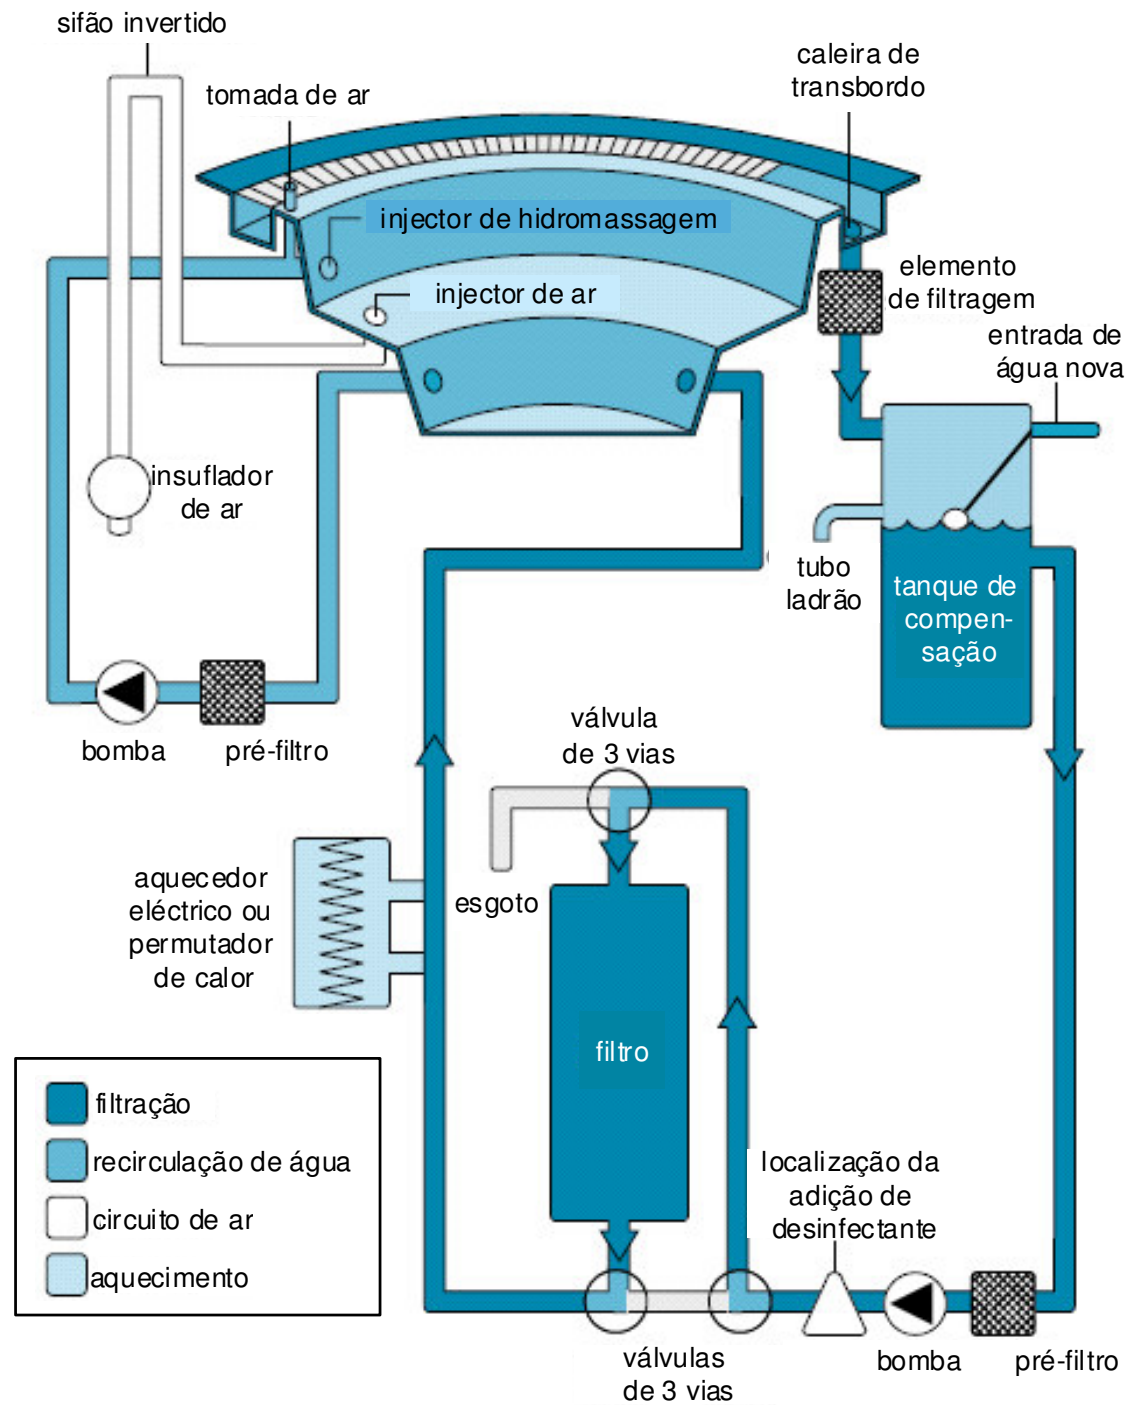 sifão invertido
tomada de ar
caleira de
transbordo
injector de hidromassagem
injector de ar
elemento
de filtragem
entrada de
água nova
insuflador
de ar
tubo
ladrão
tanque de
compen-
sação
bomba
pré-filtro
válvula
de 3 vias
aquecedor
eléctrico ou
permutador
de calor
esgoto
filtro
filtração
recirculação de água
circuito de ar
aquecimento
localização da
adição de
desinfectante
válvulas
de 3 vias
bomba
pré-filtro